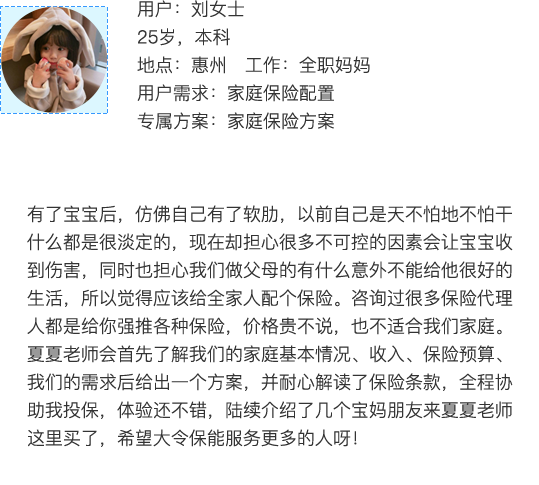 用户：刘女士
25岁，本科
地点：惠州　工作：全职妈妈
用户需求：家庭保险配置
专属方案：家庭保险方案
有了宝宝后，仿佛自己有了软肋，以前自己是天不怕地不怕干
什么都是很淡定的，现在却担心很多不可控的因素会让宝宝收
到伤害，同时也担心我们做父母的有什么意外不能给他很好的
生活，所以觉得应该给全家人配个保险。咨询过很多保险代理
人都是给你强推各种保险，价格贵不说，也不适合我们家庭。
夏夏老师会首先了解我们的家庭基本情况、收入、保险预算、
我们的需求后给出一个方案，并耐心解读了保险条款，全程协
助我投保，体验还不错，陆续介绍了几个宝妈朋友来夏夏老师
这里买了，希望大令保能服务更多的人呀！